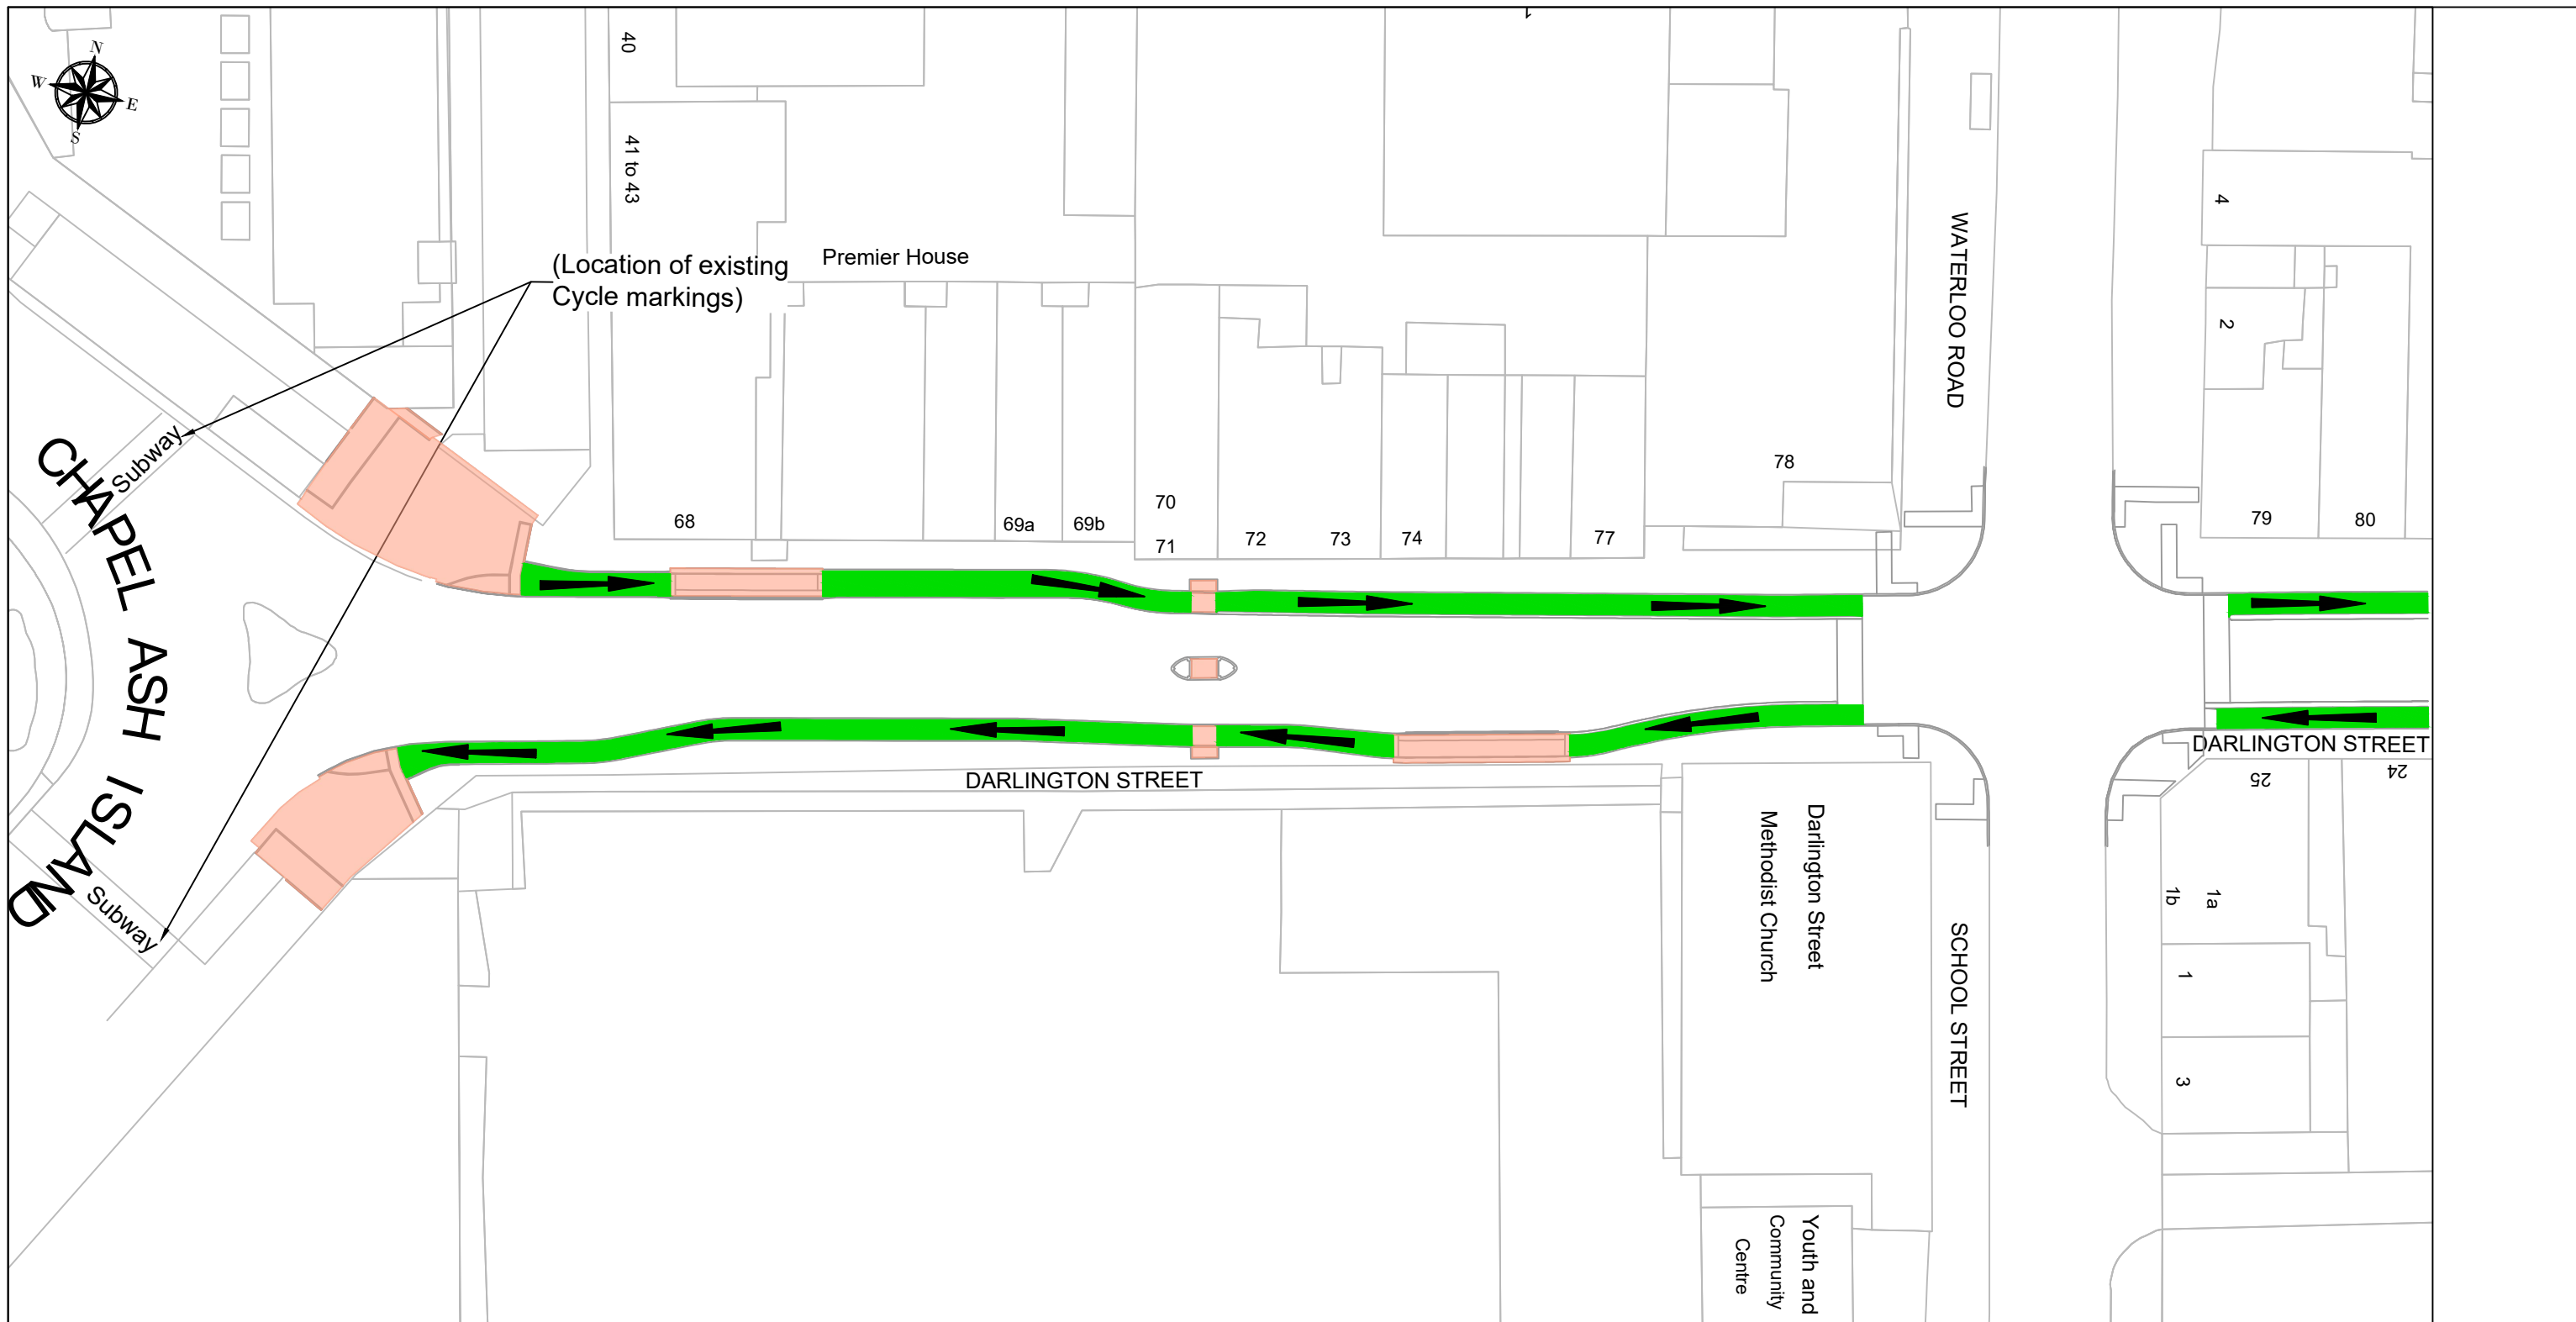 N
W
E
S
40
41 to 43
(Location of existing
Cycle markings)
Premier House
WATERLOO ROAD
4
2
Subway
CHAPEL ASH ISLAND
Subway
68
69a
69b
70
71
72
73
74
77
78
79
80
DARLINGTON STREET
DARLINGTON STREET
25
24
Darlington Street
Methodist Church
SCHOOL STREET
1b
1a
1
3
Youth and
Community
Centre